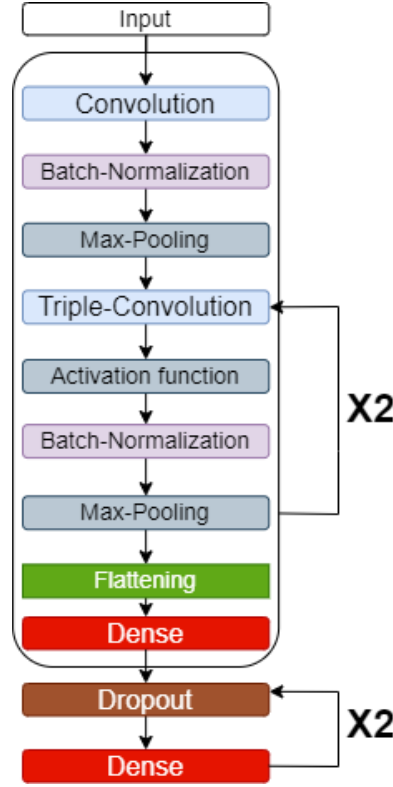 Input
Convolution
Batch-Normalization
Max-Pooling
Triple-Convolution
Activation function
X2
Batch-Normalization
Max-Pooling
Flattening
Dense
Dropout
X2
Dense